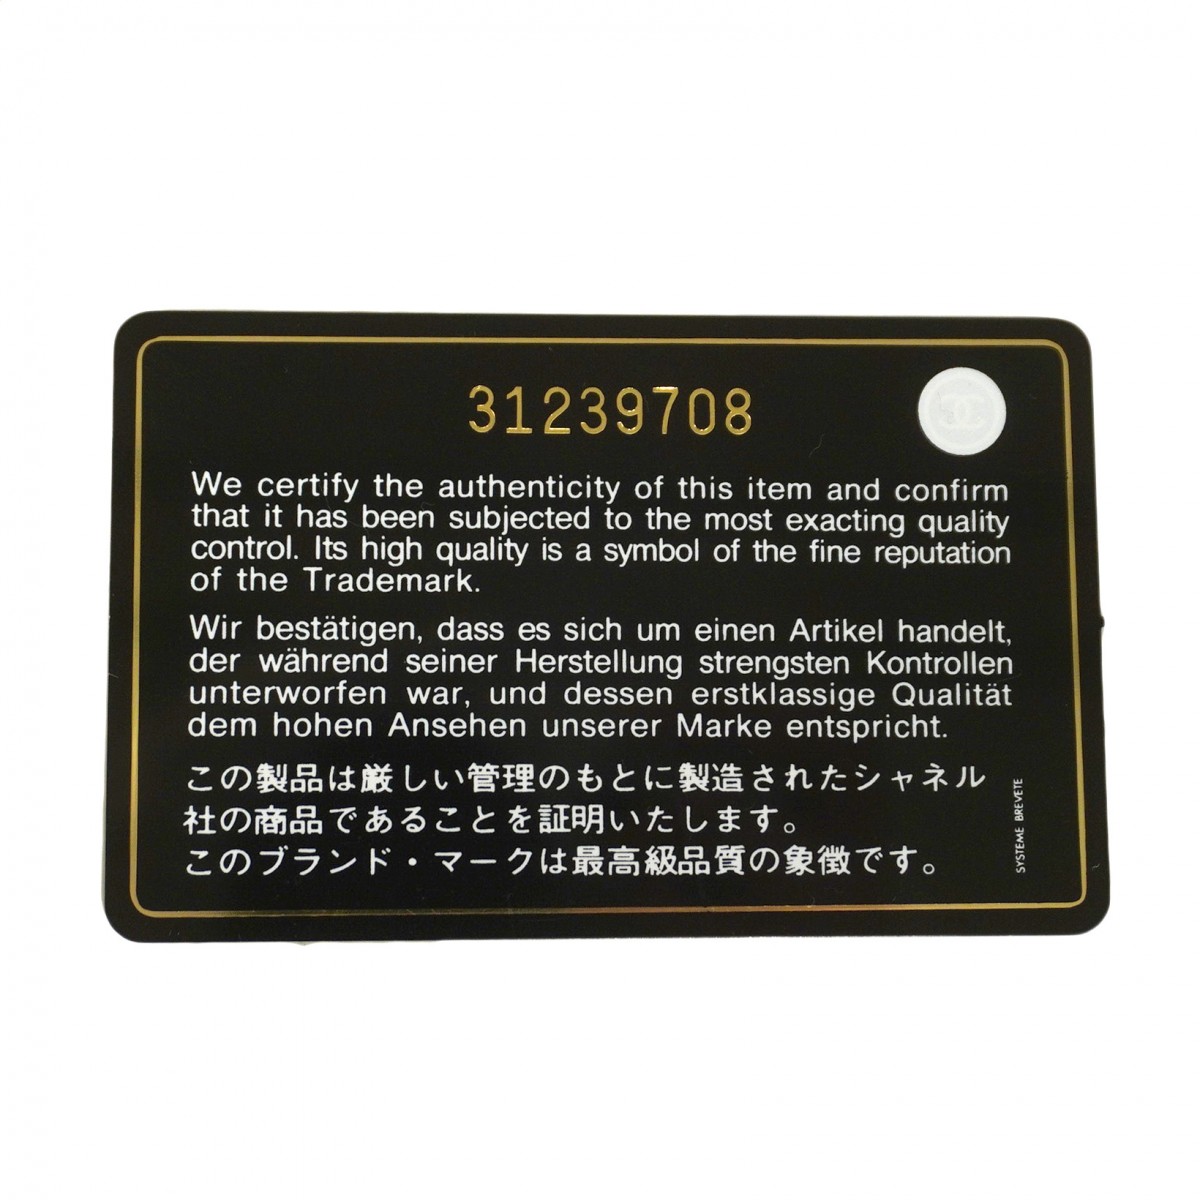 31239708
We certify the authenticity of this item and confirm
that it has been subjected to the most exacting quality
control. Its high quality is a symbol of the fine reputation
of the Trademark.
Wir bestätigen, dass es sich um einen Artikel handelt,
der während seiner Herstellung strengsten Kontrollen
unterworfen war, und dessen erstklassige Qualität
dem hohen Ansehen unserer Marke entspricht.
この製品は厳しい管理のもとに製造されたシャネル
社の商品であることを証明いたします。
このブランド・マークは最高級品質の象徴です。
SYSTEME BREVETE